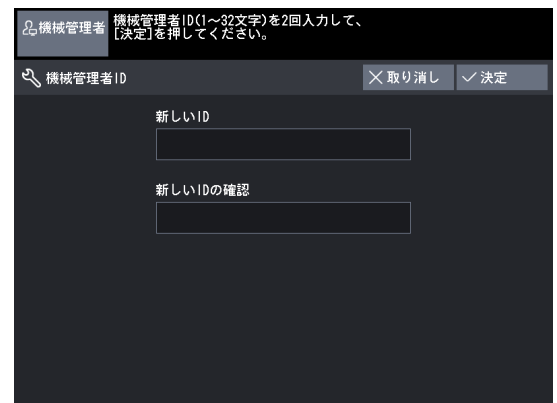 機械管理者
機械管理者ID(1～32文字)を2回入力して、
[決定]を押してください。
機械管理者ID
取り消し
決定
新しいID
新しいIDの確認